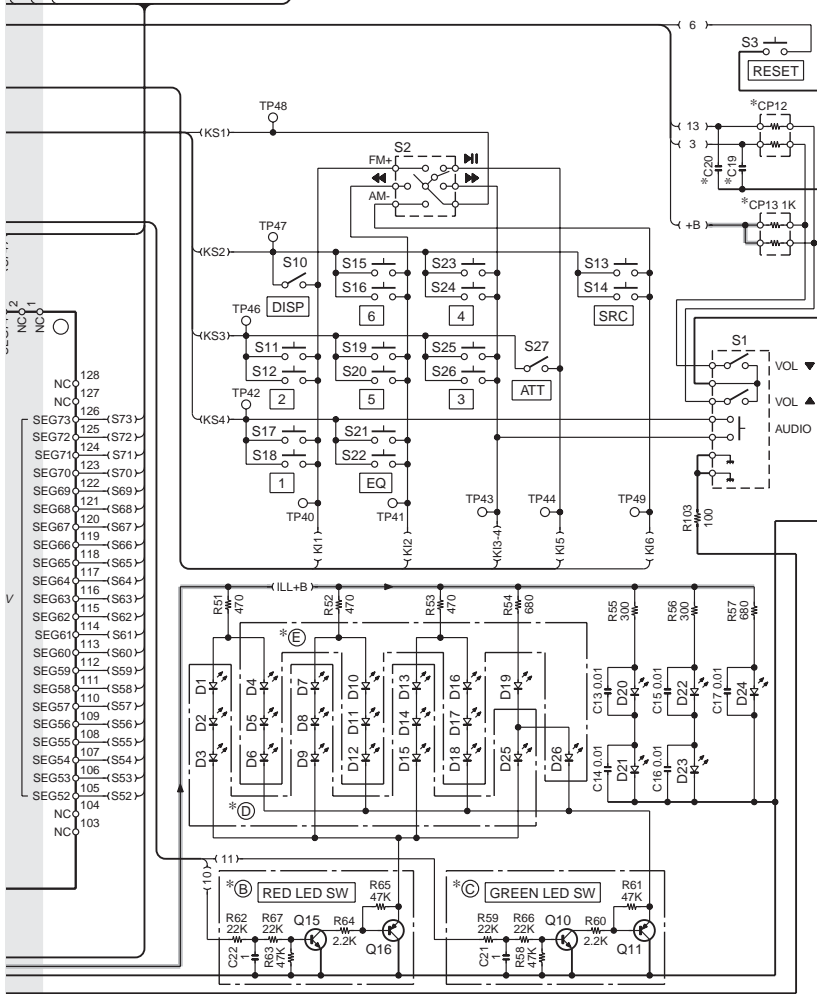 6
S3
RESET
TP48
*CP12
(KS1)
S2
13
3
FM+
AM-
*C20
*C19
*CP13 1K
TP47
+B
(KS2)
S10
DISP
S15
S16
6
S23
S24
4
S13
S14
SRC
TP46
(KS3)
S11
S12
2
S19
S20
5
S25
S26
3
S27
ATT
S1
VOL ▼
VOL ▲
AUDIO
TP42
(KS4)
S17
S18
1
S21
S22
EQ
TP40
TP41
TP43
TP44
TP49
R103
100
KI1
KI2
KI3-4
KI5
KI6
2
1
NC
NC
NC 128
NC 127
SEG73 126 (S73)
SEG72 125 (S72)
SEG71 124 (S71)
SEG70 123 (S70)
SEG69 122 (S69)
SEG68 121 (S68)
SEG67 120 (S67)
SEG66 119 (S66)
SEG65 118 (S65)
SEG64 117 (S64)
SEG63 116 (S63)
SEG62 115 (S62)
SEG61 114 (S61)
SEG60 113 (S60)
SEG59 112 (S59)
SEG58 111 (S58)
SEG57 110 (S57)
SEG56 109 (S56)
SEG55 108 (S55)
SEG54 107 (S54)
SEG53 106 (S53)
SEG52 105 (S52)
NC 104
NC 103
V
(ILL+B)
R51
470
R52
470
R53
470
R54
680
R55
300
R56
300
R57
680
*Ⓔ
D1
D4
D7
D10
D13
D16
D19
D2
D5
D8
D11
D14
D17
D3
D6
D9
D12
D15
D18
D25
D26
C13 0.01
D20
C15 0.01
D22
C17 0.01
D24
C14 0.01
D21
C16 0.01
D23
*Ⓓ
(11)
(10)
*Ⓑ RED LED SW
R65
47K
R62
22K
R67
22K
Q15
R64
2.2K
C22
1
R63
47K
Q16
*Ⓒ GREEN LED SW
R61
47K
R59
22K
R66
22K
Q10
R60
2.2K
C21
1
R58
47K
Q11